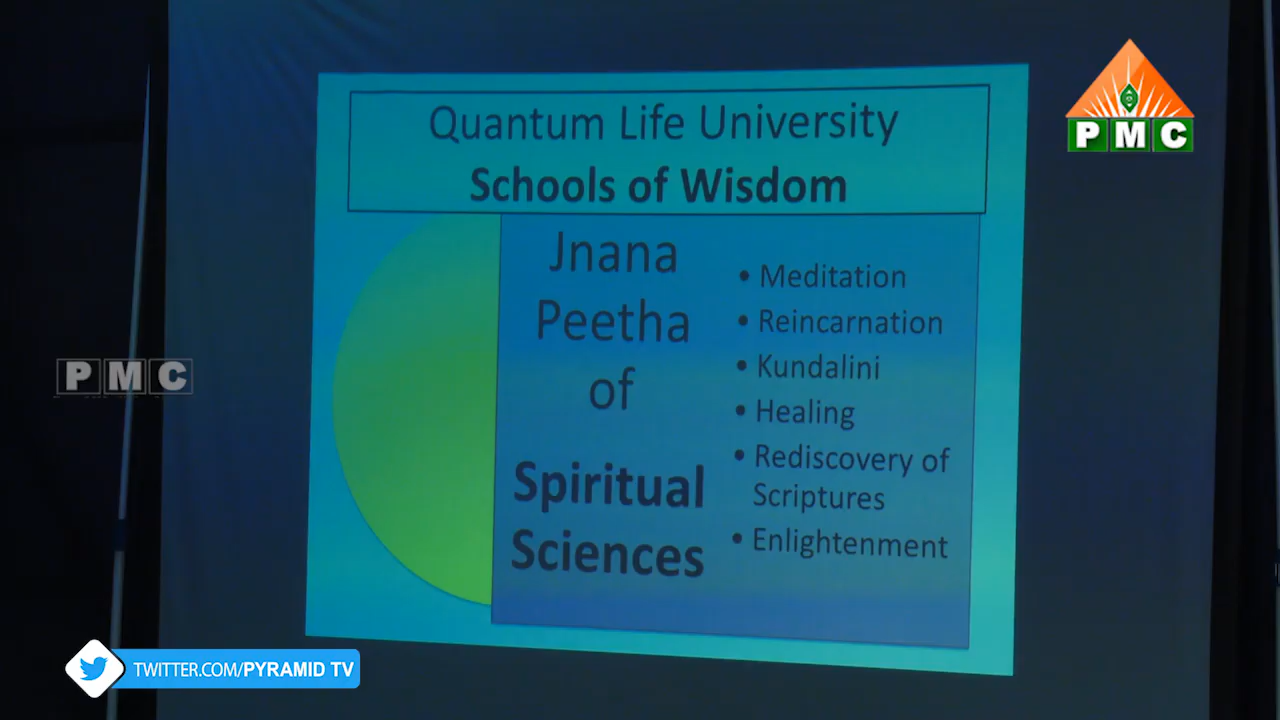 Quantum Life University
Schools of Wisdom
PMC
Jnana
Peetha
of
Spiritual
Sciences
• Meditation
• Reincarnation
• Kundalini
• Healing
• Rediscovery of
Scriptures
• Enlightenment
PMC
TWITTER.COM/PYRAMID TV